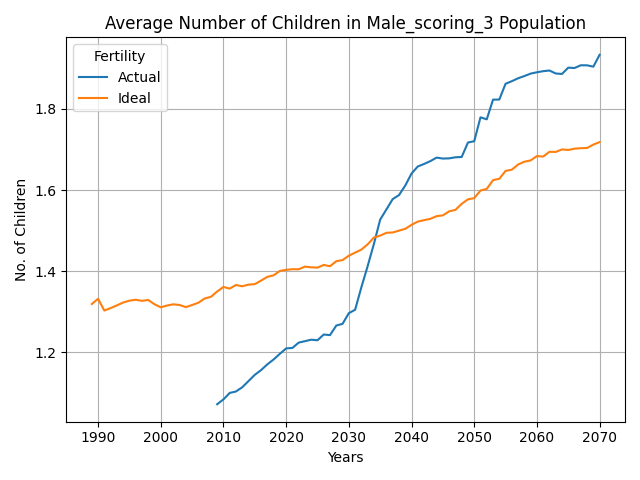 Average Number of Children in Male_scoring_3 Population
Fertility
Actual
Ideal
No. of Children
1.8
1.6
1.4
1.2
1990 2000 2010 2020 2030 2040 2050 2060 2070
Years